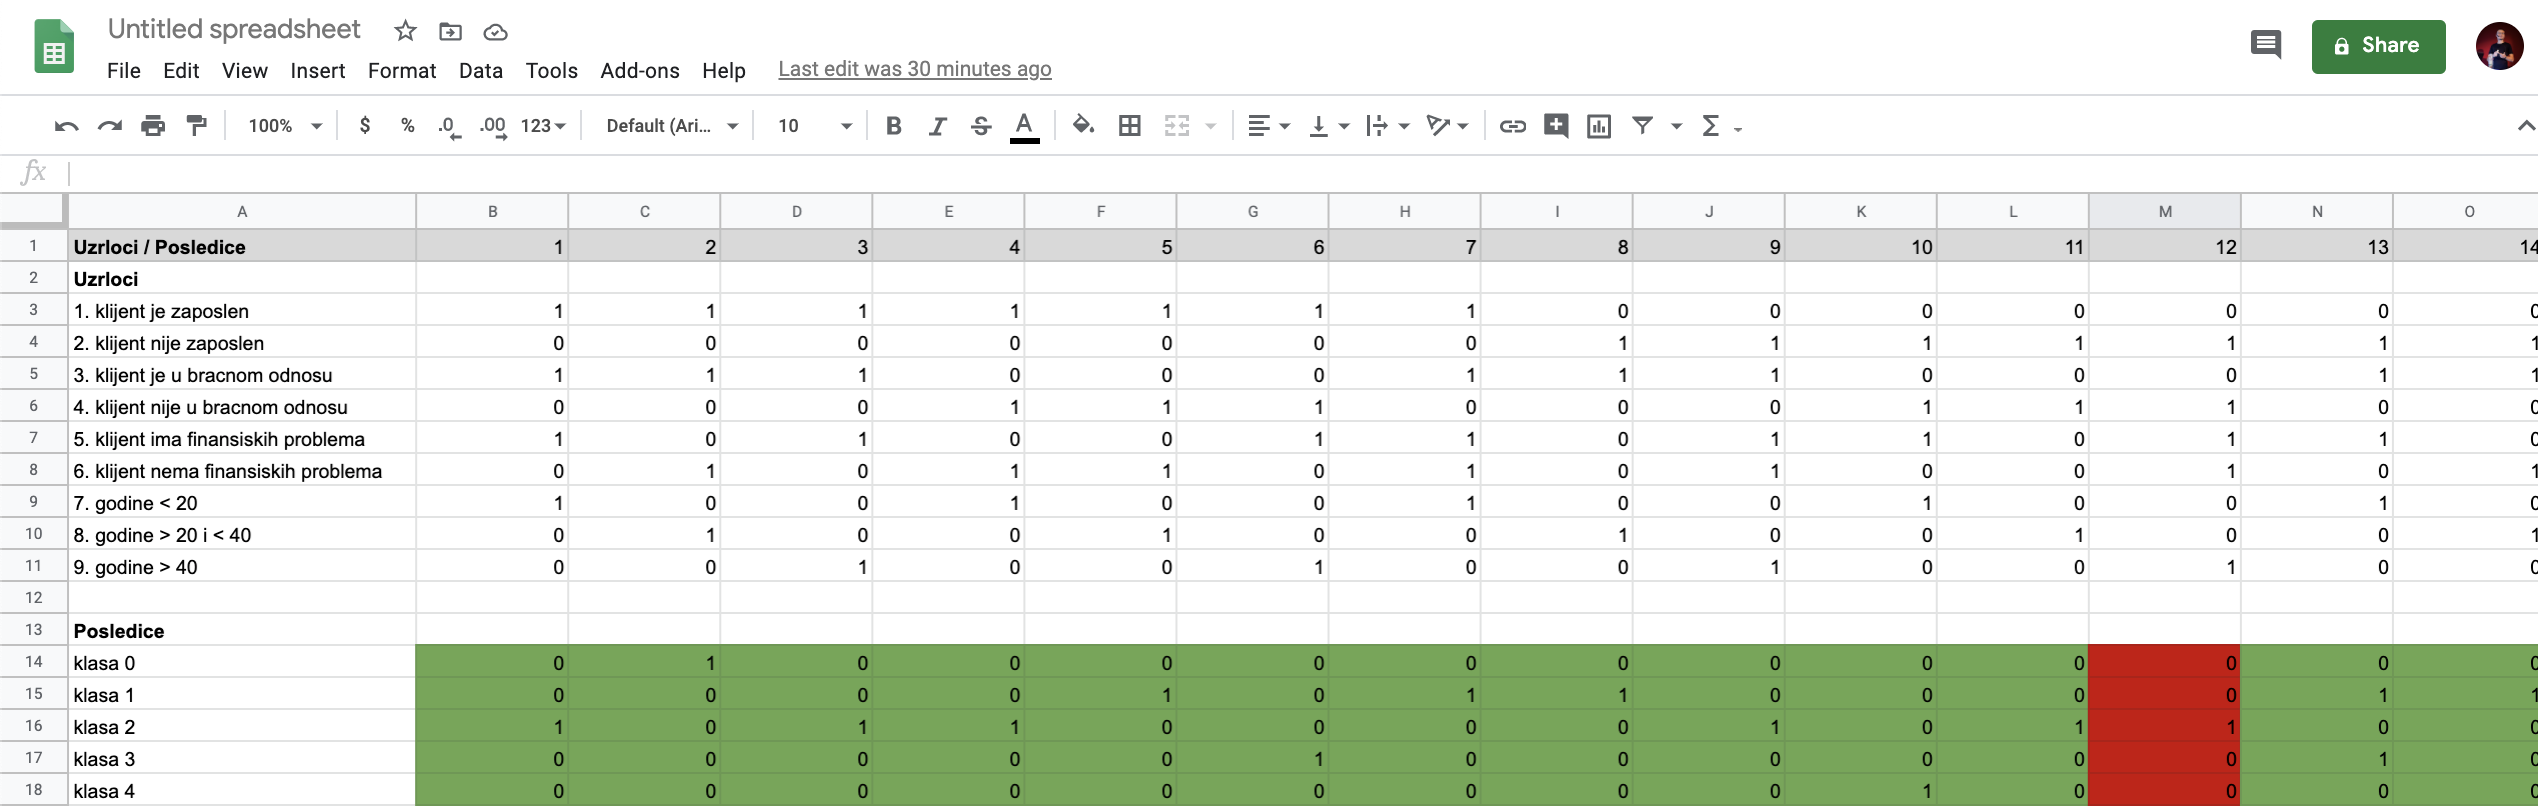 Untitled spreadsheet
File Edit View Insert Format Data Tools Add-ons Help Last edit was 30 minutes ago
Share
100% $ % .0 .00 123 Default (Ari... 10 B I S A Σ
fx
A B C D E F G H I J K L M N O
1 Uzrloci / Posledice 1 2 3 4 5 6 7 8 9 10 11 12 13 14
2 Uzrloci
3 1. klijent je zaposlen 1 1 1 1 1 1 1 0 0 0 0 0 0 0
4 2. klijent nije zaposlen 0 0 0 0 0 0 0 1 1 1 1 1 1 1
5 3. klijent je u bracnom odnosu 1 1 1 0 0 0 1 1 1 0 0 0 1 1
6 4. klijent nije u bracnom odnosu 0 0 0 1 1 1 0 0 0 1 1 1 0 0
7 5. klijent ima finansiskih problema 1 0 1 0 0 1 1 0 1 1 0 1 1 0
8 6. klijent nema finansiskih problema 0 1 0 1 1 0 1 0 1 0 0 1 0 1
9 7. godine < 20 1 0 0 1 0 0 1 0 0 1 0 0 1 0
10 8. godine > 20 i < 40 0 1 0 0 1 0 0 1 0 0 1 0 0 1
11 9. godine > 40 0 0 1 0 0 1 0 0 1 0 0 1 0 0
12
13 Posledice
14 klasa 0 0 1 0 0 0 0 0 0 0 0 0 0 0 0
15 klasa 1 0 0 0 0 1 0 1 1 0 0 0 0 1 1
16 klasa 2 1 0 1 1 0 0 0 0 1 0 1 1 0 0
17 klasa 3 0 0 0 0 0 1 0 0 0 0 0 0 1 0
18 klasa 4 0 0 0 0 0 0 0 0 0 1 0 0 0 0